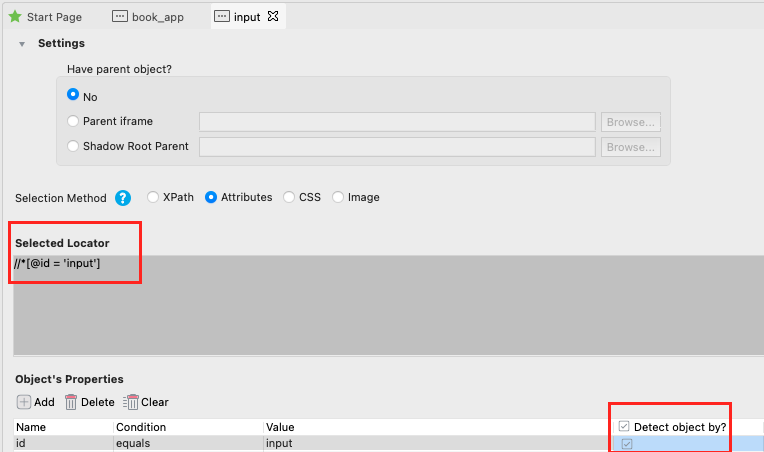 Start Page book_app input
Settings
Have parent object?
No
Parent iframe Browse...
Shadow Root Parent Browse...
Selection Method ? XPath Attributes CSS Image
Selected Locator
//*[@id = 'input']
Object's Properties
Add Delete Clear
Name Condition Value Detect object by?
id equals input